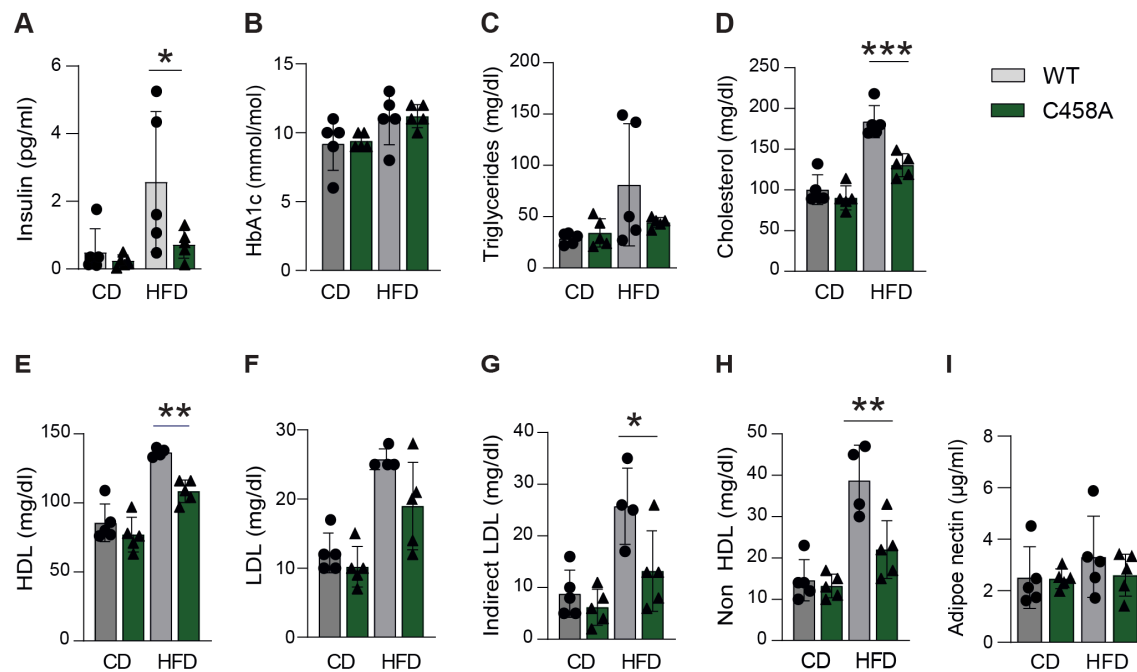 A
B
C
D
*
***
Insulin (pg/ml)
6
4
2
0
CD
HFD
HbA1c (mmol/mol)
15
10
5
0
CD
HFD
Triglycerides (mg/dl)
200
150
100
50
0
CD
HFD
Cholesterol (mg/dl)
250
200
150
100
50
0
CD
HFD
WT
C458A
E
F
G
H
I
**
*
**
HDL (mg/dl)
150
100
50
0
CD
HFD
LDL (mg/dl)
30
20
10
0
CD
HFD
Indirect LDL (mg/dl)
40
30
20
10
0
CD
HFD
Non HDL (mg/dl)
50
40
30
20
10
0
CD
HFD
Adipoe nectin (µg/ml)
8
6
4
2
0
CD
HFD